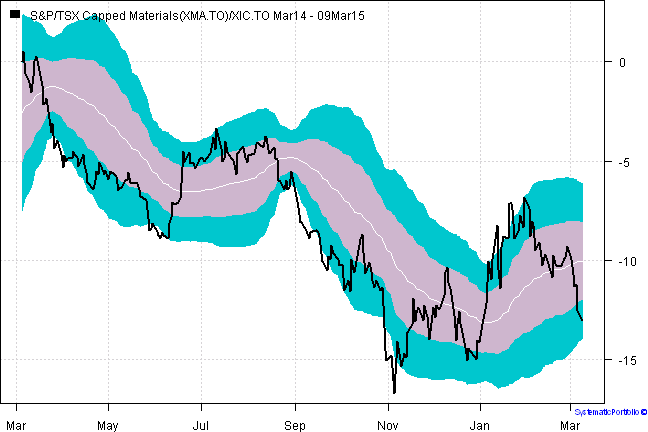 S&P/TSX Capped Materials(XMA.TO)/XIC.TO Mar14 - 09Mar15
0
-5
-10
-15
Mar May Jul Sep Nov Jan Mar
SystematicPortfolio ©